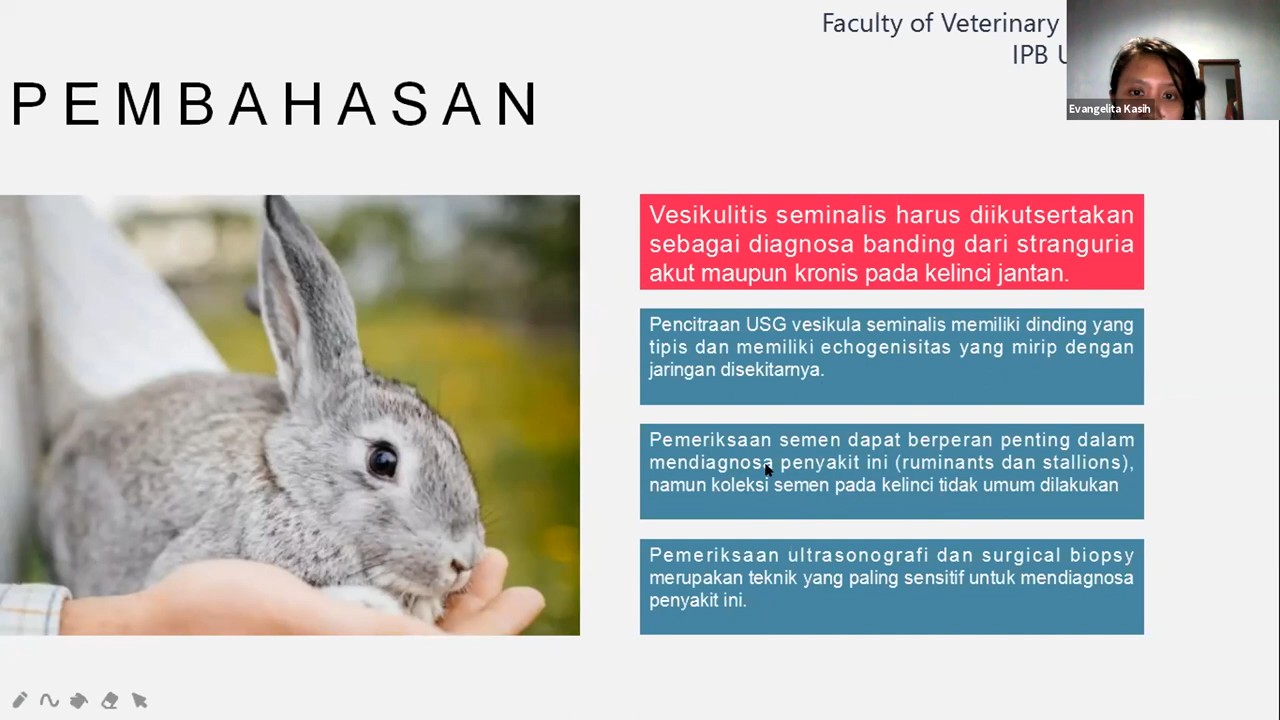 Faculty of Veterinary
IPB
Evangelita Kasih
PEMBAHASAN
Vesikulitis seminalis harus diikutsertakan
sebagai diagnosa banding dari stranguria
akut maupun kronis pada kelinci jantan.
Pencitraan USG vesikula seminalis memiliki dinding yang
tipis dan memiliki echogenisitas yang mirip dengan
jaringan disekitarnya.
Pemeriksaan semen dapat berperan penting dalam
mendiagnosa penyakit ini (ruminants dan stallions),
namun koleksi semen pada kelinci tidak umum dilakukan
Pemeriksaan ultrasonografi dan surgical biopsy
merupakan teknik yang paling sensitif untuk mendiagnosa
penyakit ini.